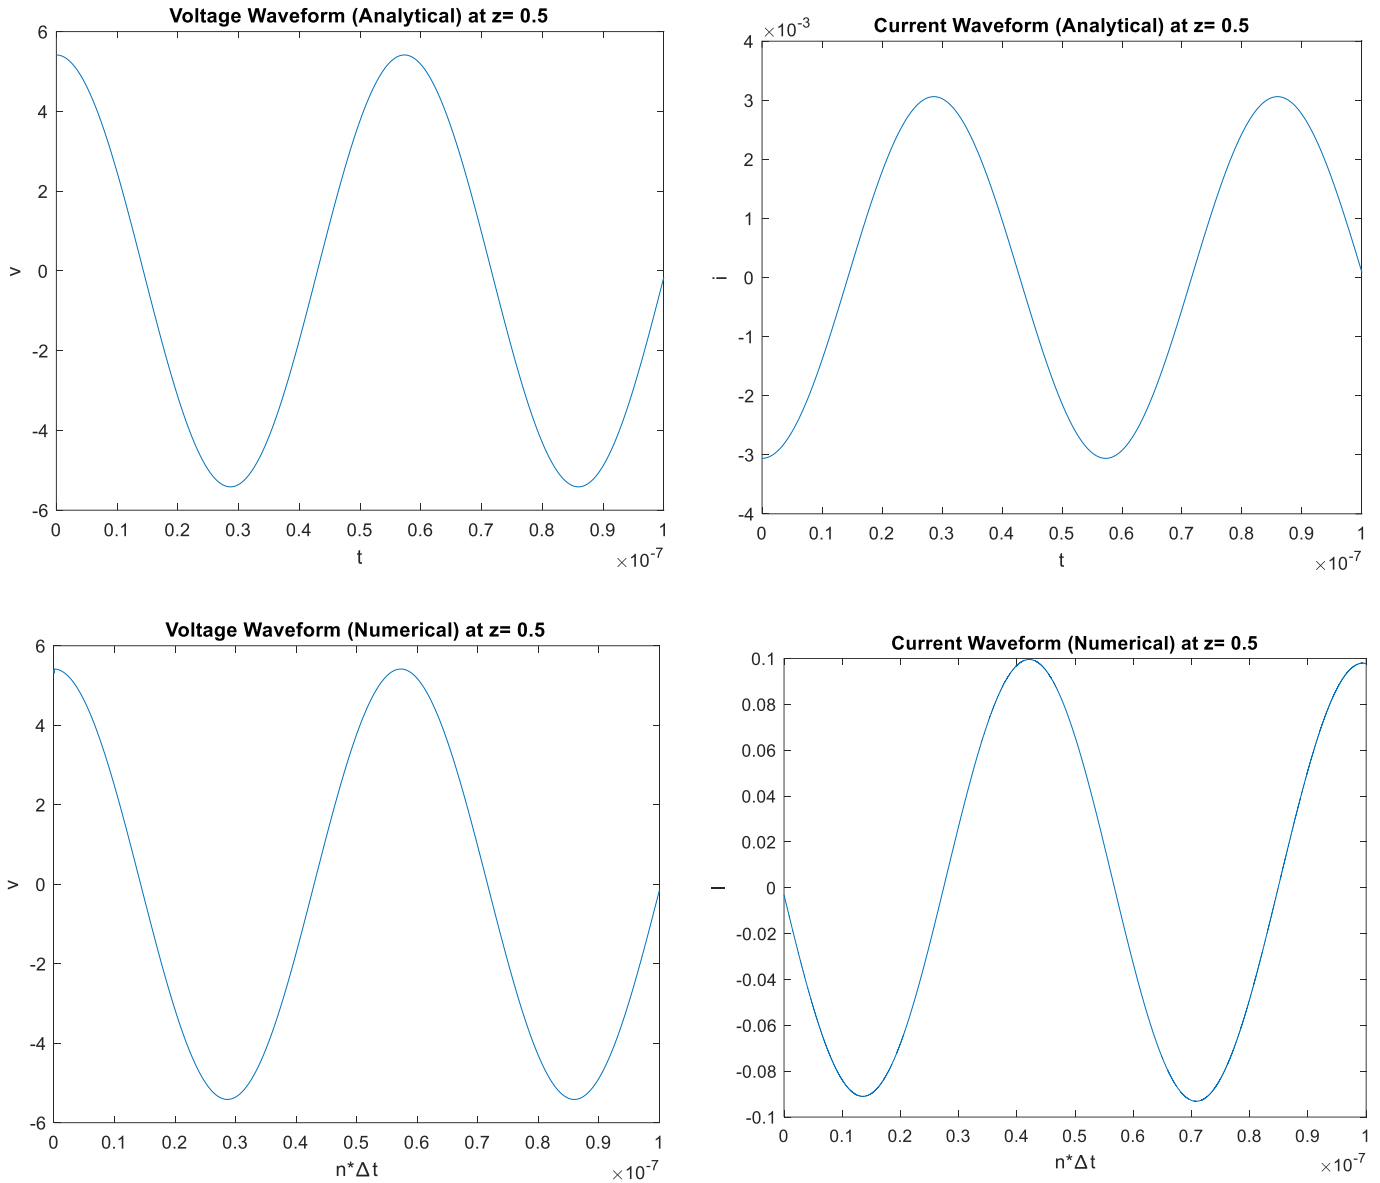 Voltage Waveform (Analytical) at z= 0.5
6
4
2
0
-2
-4
-6
v
0 0.1 0.2 0.3 0.4 0.5 0.6 0.7 0.8 0.9 1
t
×10-7
Current Waveform (Analytical) at z= 0.5
×10-3
4
3
2
1
0
-1
-2
-3
-4
i
0 0.1 0.2 0.3 0.4 0.5 0.6 0.7 0.8 0.9 1
t
×10-7
Voltage Waveform (Numerical) at z= 0.5
6
4
2
0
-2
-4
-6
v
0 0.1 0.2 0.3 0.4 0.5 0.6 0.7 0.8 0.9 1
n*Δt
×10-7
Current Waveform (Numerical) at z= 0.5
0.1
0.08
0.06
0.04
0.02
0
-0.02
-0.04
-0.06
-0.08
-0.1
I
0 0.1 0.2 0.3 0.4 0.5 0.6 0.7 0.8 0.9 1
n*Δt
×10-7